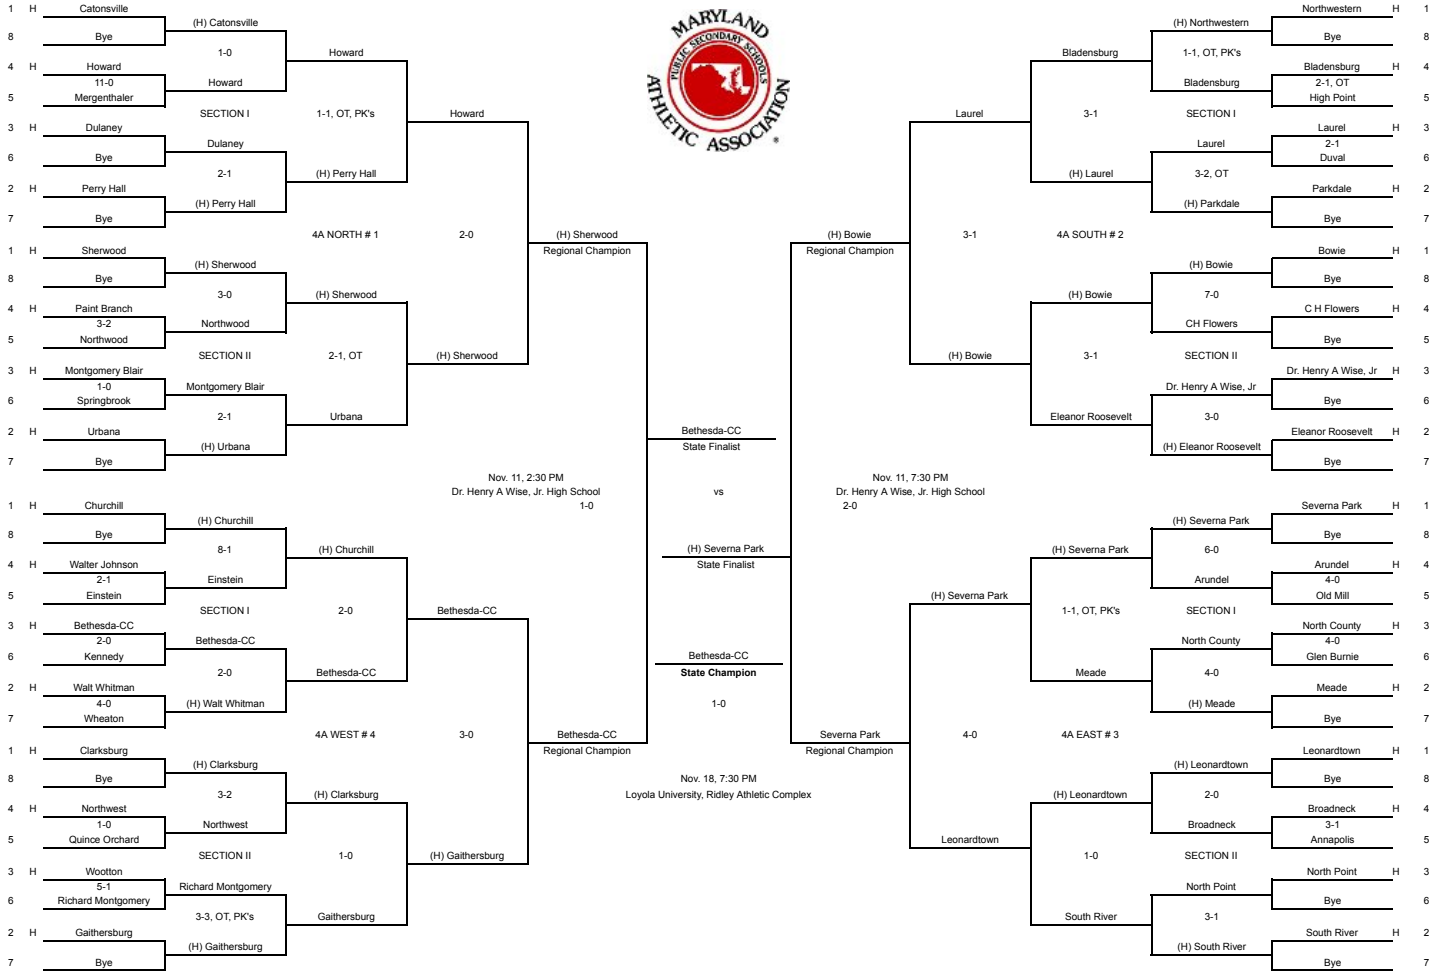 MARYLAND
PUBLIC SECONDARY SCHOOLS
ATHLETIC ASSOCIATION
®
1 H Catonsville
8 Bye
(H) Catonsville
1-0
4 H Howard
11-0
5 Mergenthaler
Howard
SECTION I
Howard
1-1, OT, PK's
3 H Dulaney
6 Bye
Dulaney
2-1
2 H Perry Hall
7 Bye
(H) Perry Hall
(H) Perry Hall
Howard
4A NORTH # 1
2-0
1 H Sherwood
8 Bye
(H) Sherwood
3-0
4 H Paint Branch
3-2
5 Northwood
Northwood
SECTION II
(H) Sherwood
2-1, OT
3 H Montgomery Blair
1-0
6 Springbrook
Montgomery Blair
2-1
2 H Urbana
7 Bye
(H) Urbana
Urbana
(H) Sherwood
(H) Sherwood
Regional Champion
Nov. 11, 2:30 PM
Dr. Henry A Wise, Jr. High School
1-0
1 H Churchill
8 Bye
(H) Churchill
8-1
4 H Walter Johnson
2-1
5 Einstein
Einstein
SECTION I
(H) Churchill
2-0
3 H Bethesda-CC
2-0
6 Kennedy
Bethesda-CC
2-0
2 H Walt Whitman
4-0
7 Wheaton
(H) Walt Whitman
Bethesda-CC
Bethesda-CC
4A WEST # 4
3-0
1 H Clarksburg
8 Bye
(H) Clarksburg
3-2
4 H Northwest
1-0
5 Quince Orchard
Northwest
SECTION II
(H) Clarksburg
1-0
3 H Wootton
5-1
6 Richard Montgomery
Richard Montgomery
3-3, OT, PK's
2 H Gaithersburg
7 Bye
(H) Gaithersburg
Gaithersburg
(H) Gaithersburg
Bethesda-CC
Regional Champion
Bethesda-CC
State Finalist
vs
(H) Severna Park
State Finalist
Bethesda-CC
State Champion
1-0
Nov. 18, 7:30 PM
Loyola University, Ridley Athletic Complex
Northwestern H 1
Bye 8
(H) Northwestern
1-1, OT, PK's
Bladensburg H 4
2-1, OT
High Point 5
Bladensburg
SECTION I
Bladensburg
3-1
Laurel H 3
2-1
Duval 6
Laurel
3-2, OT
Parkdale H 2
Bye 7
(H) Parkdale
(H) Laurel
Laurel
4A SOUTH # 2
3-1
Bowie H 1
Bye 8
(H) Bowie
7-0
C H Flowers H 4
Bye 5
CH Flowers
SECTION II
(H) Bowie
3-1
Dr. Henry A Wise, Jr H 3
Bye 6
Dr. Henry A Wise, Jr
3-0
Eleanor Roosevelt H 2
Bye 7
(H) Eleanor Roosevelt
Eleanor Roosevelt
(H) Bowie
(H) Bowie
Regional Champion
Nov. 11, 7:30 PM
Dr. Henry A Wise, Jr. High School
2-0
Severna Park H 1
Bye 8
(H) Severna Park
6-0
Arundel H 4
4-0
Old Mill 5
Arundel
SECTION I
(H) Severna Park
1-1, OT, PK's
North County H 3
4-0
Glen Burnie 6
North County
4-0
Meade H 2
Bye 7
(H) Meade
Meade
(H) Severna Park
4A EAST # 3
4-0
Leonardtown H 1
Bye 8
(H) Leonardtown
2-0
Broadneck H 4
3-1
Annapolis 5
Broadneck
SECTION II
(H) Leonardtown
1-0
North Point H 3
Bye 6
North Point
3-1
South River H 2
Bye 7
(H) South River
South River
Leonardtown
Severna Park
Regional Champion